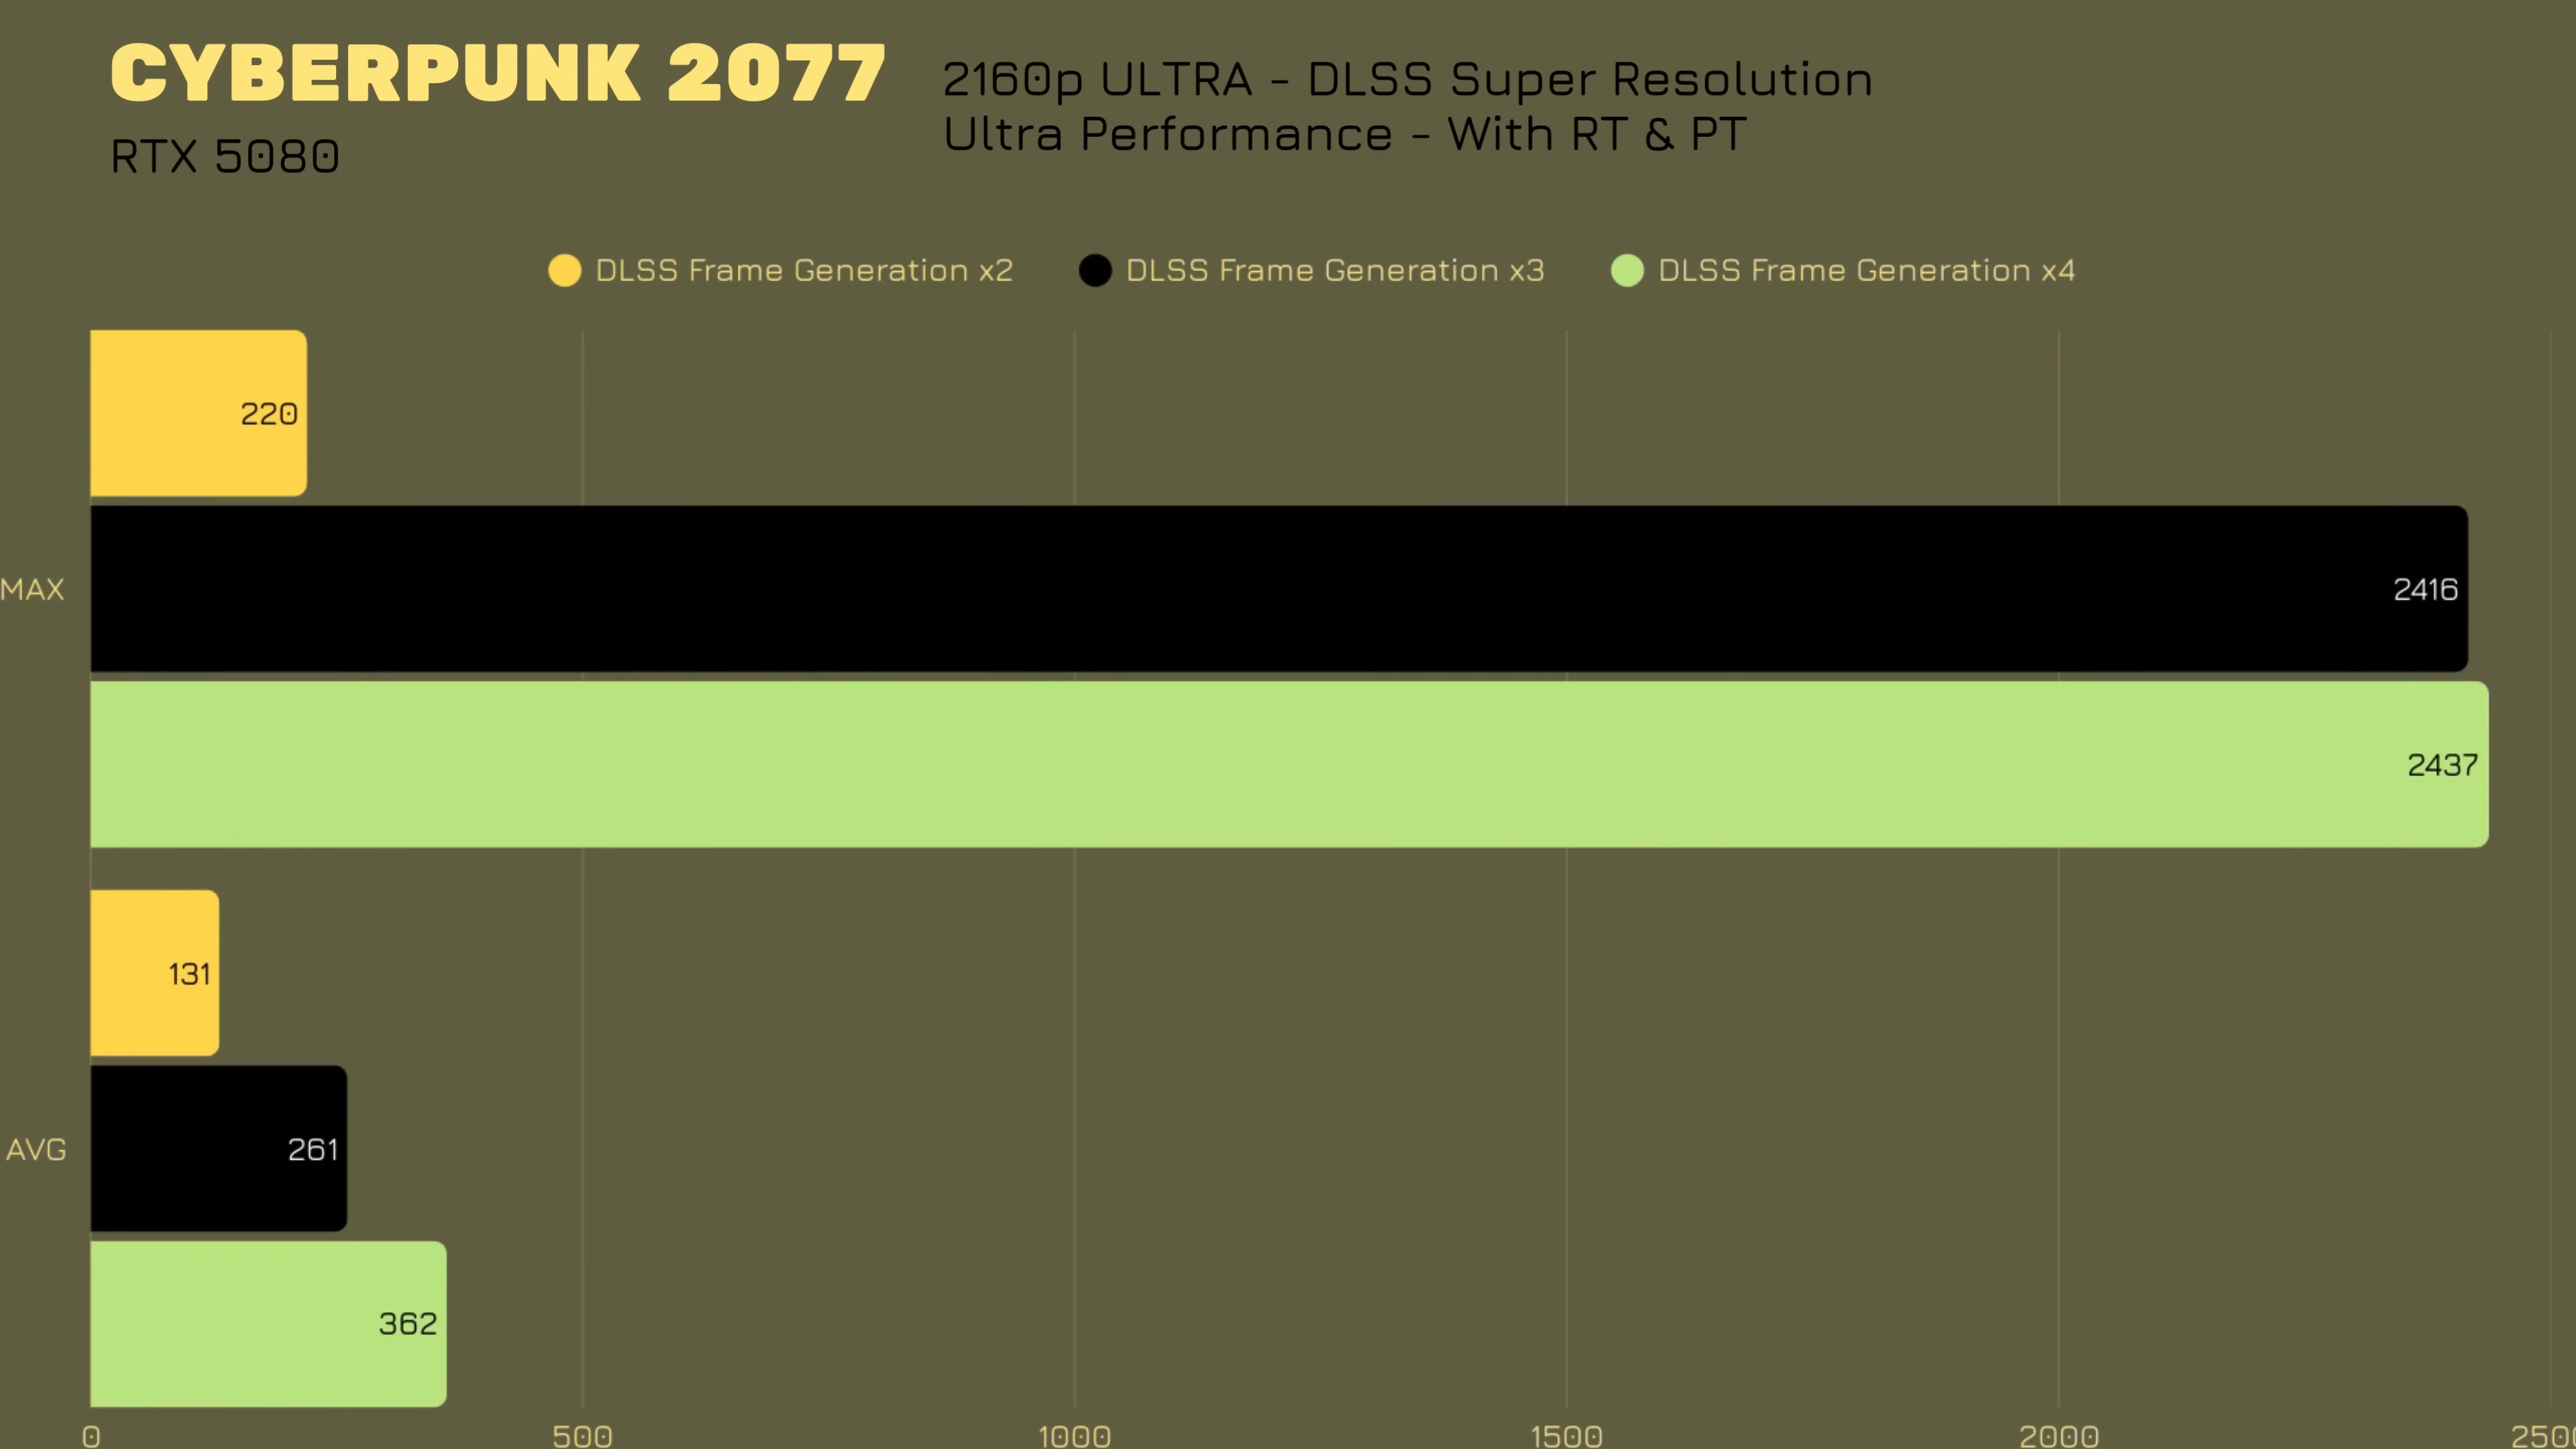 CYBERPUNK 2077
RTX 5080
2160p ULTRA - DLSS Super Resolution
Ultra Performance - With RT & PT
DLSS Frame Generation x2 DLSS Frame Generation x3 DLSS Frame Generation x4
220
MAX 2416
2437
131
AVG 261
362
0 500 1000 1500 2000 250